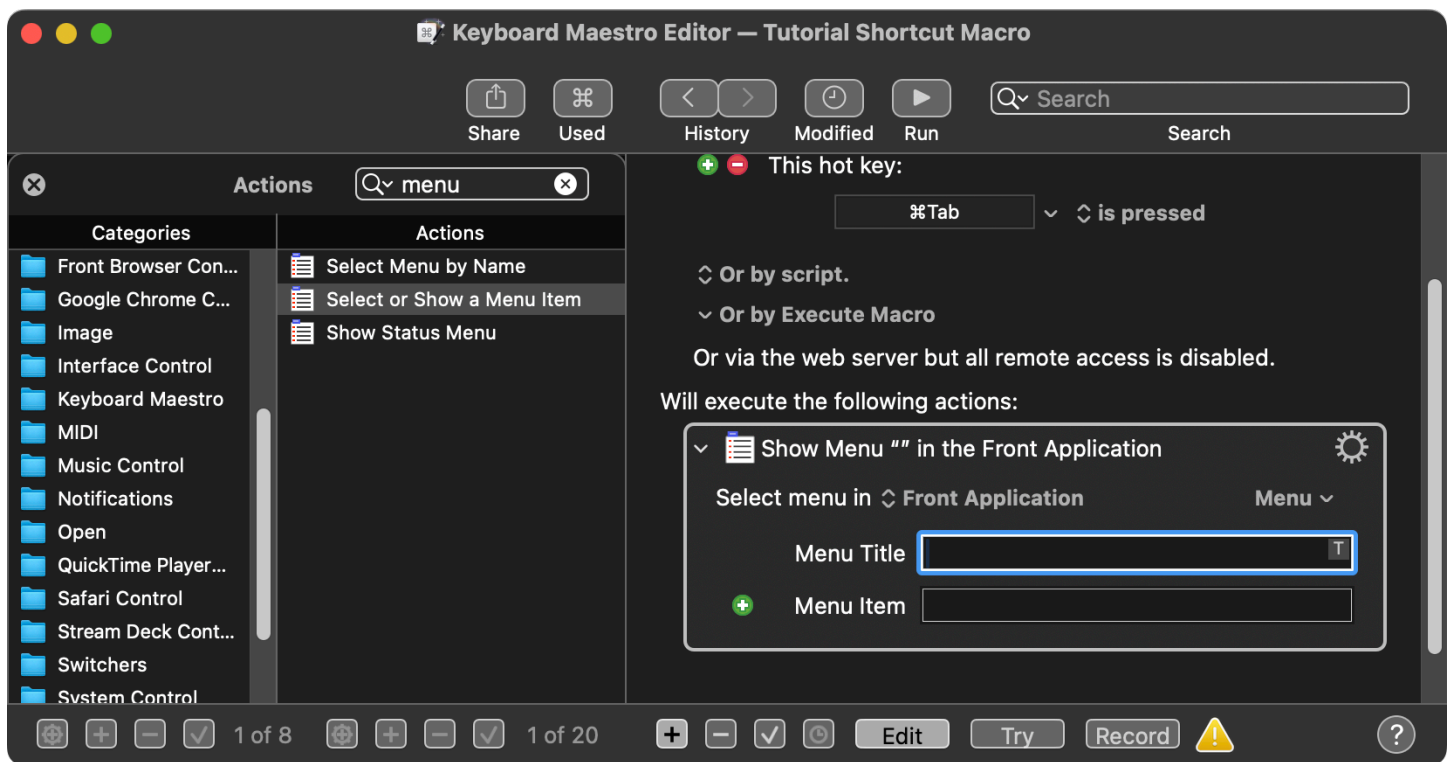 Keyboard Maestro Editor — Tutorial Shortcut Macro
Share
Used
History
Modified
Run
Search
Search
Actions
menu
Categories
Actions
Front Browser Con...
Google Chrome C...
Image
Interface Control
Keyboard Maestro
MIDI
Music Control
Notifications
Open
QuickTime Player...
Safari Control
Stream Deck Cont...
Switchers
System Control
Select Menu by Name
Select or Show a Menu Item
Show Status Menu
This hot key:
⌘Tab
is pressed
Or by script.
Or by Execute Macro
Or via the web server but all remote access is disabled.
Will execute the following actions:
Show Menu “” in the Front Application
Select menu in Front Application Menu
Menu Title
T
Menu Item
1 of 8
1 of 20
Edit
Try
Record
?